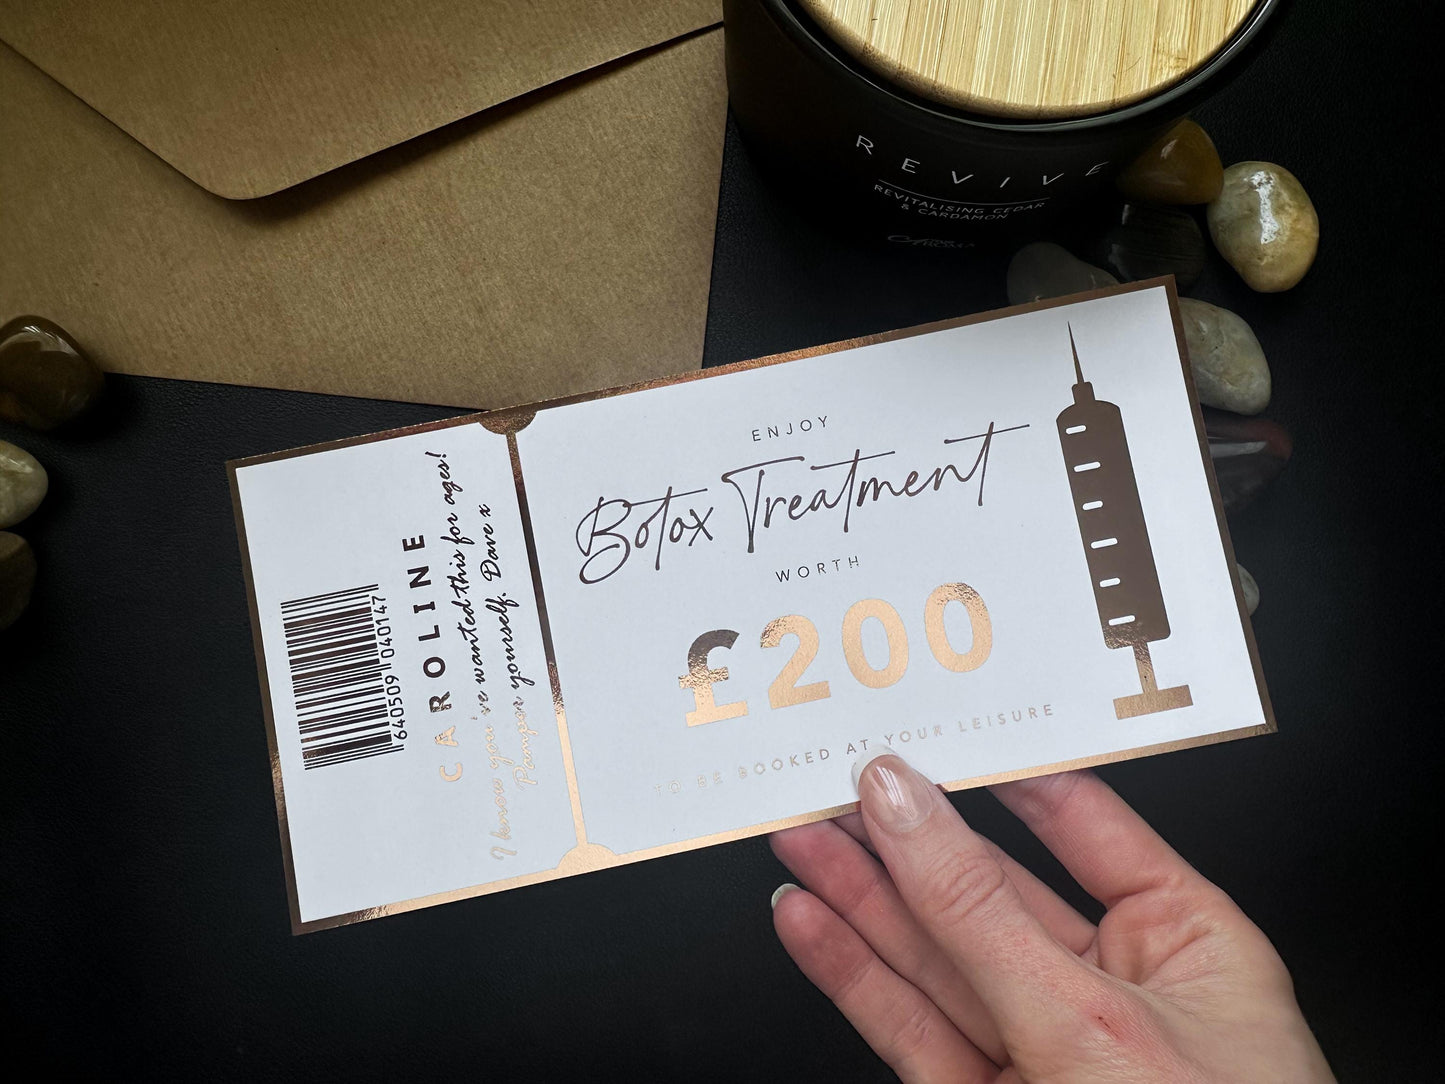 REVIVE
REVITALISING CEDAR
& CARDAMOM
ENJOY
Botox Treatment
WORTH
£200
TO BE BOOKED AT YOUR LEISURE
CAROLINE
I know you've wanted this for ages!
Pamper yourself. Dave x
640509 040147